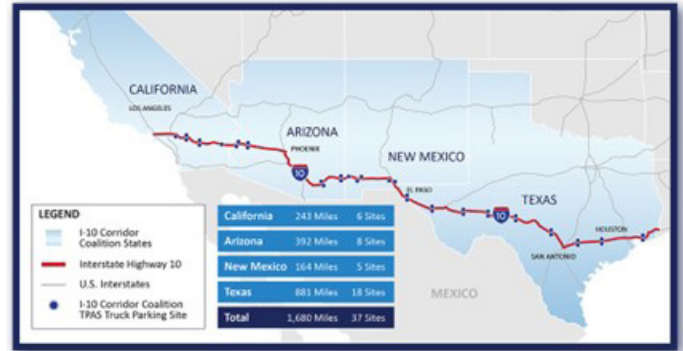 CALIFORNIA
LOS ANGELES
ARIZONA
PHOENIX
10
NEW MEXICO
EL PASO
TEXAS
10
HOUSTON
SAN ANTONIO
MEXICO
LEGEND
I-10 Corridor
Coalition States
Interstate Highway 10
U.S. Interstates
I-10 Corridor Coalition
TPAS Truck Parking Site
California 243 Miles 6 Sites
Arizona 392 Miles 8 Sites
New Mexico 164 Miles 5 Sites
Texas 881 Miles 18 Sites
Total 1,680 Miles 37 Sites